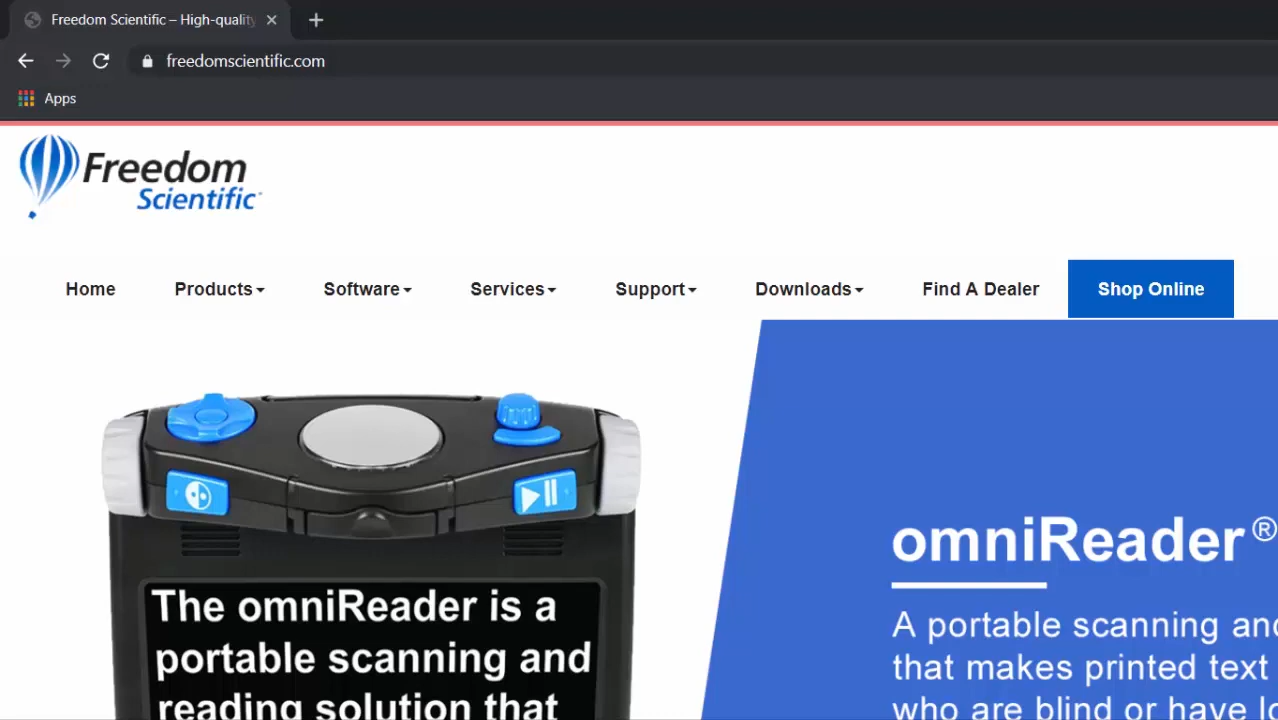 Freedom Scientific – High-quality
freedomscientific.com
Apps
Freedom
Scientific
Home Products Software Services Support Downloads Find A Dealer Shop Online
omniReader®
A portable scanning and
that makes printed text
who are blind or have lo
The omniReader is a
portable scanning and
reading solution that